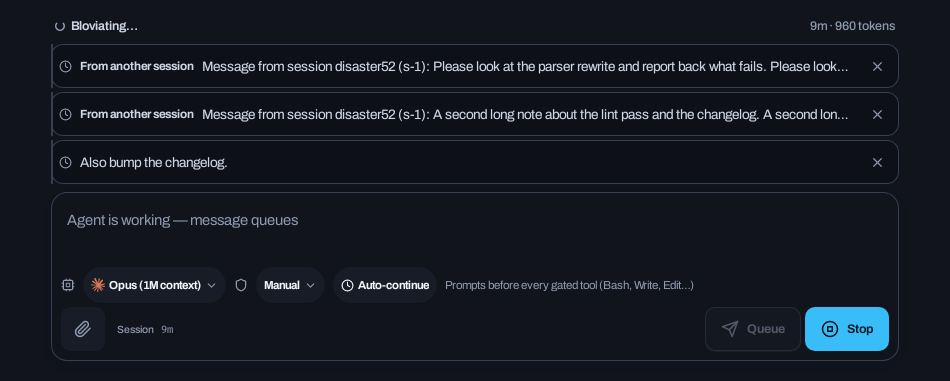 Bloviating… 9m · 960 tokens
From another session Message from session disaster52 (s-1): Please look at the parser rewrite and report back what fails. Please look…
From another session Message from session disaster52 (s-1): A second long note about the lint pass and the changelog. A second lon…
Also bump the changelog.
Agent is working — message queues
Opus (1M context) Manual Auto-continue Prompts before every gated tool (Bash, Write, Edit…)
Session 9m Queue Stop